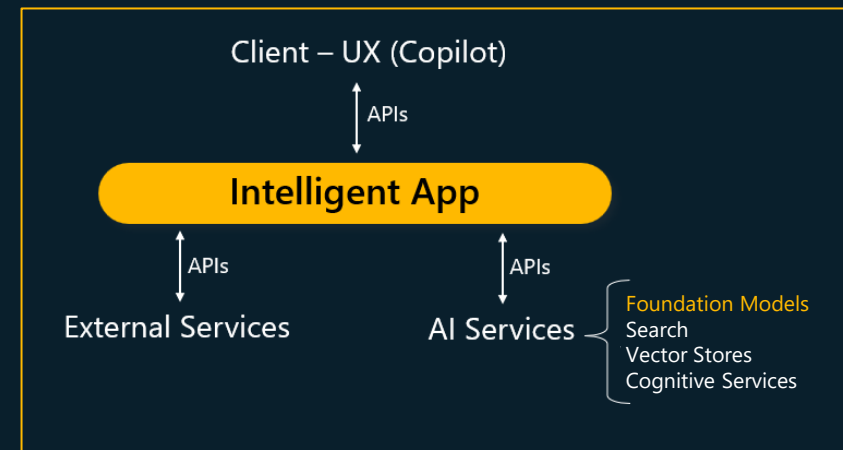 Client – UX (Copilot)
APIs
Intelligent App
APIs
APIs
External Services
AI Services
Foundation Models
Search
Vector Stores
Cognitive Services